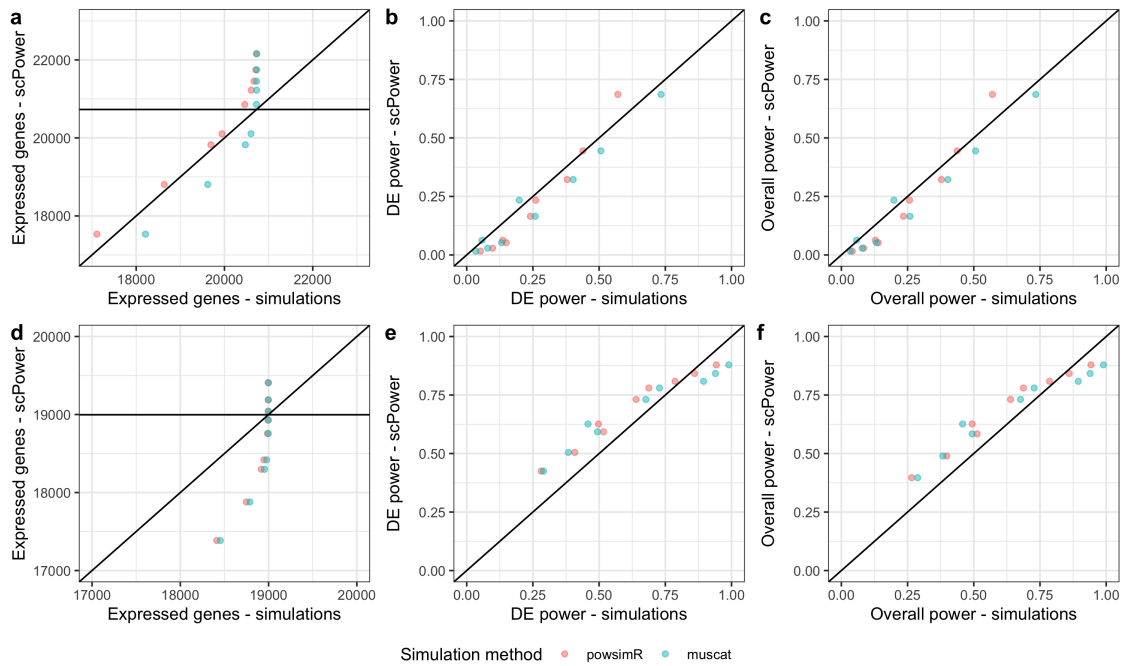 a
Expressed genes - scPower
22000
20000
18000
18000 20000 22000
Expressed genes - simulations
b
DE power - scPower
1.00
0.75
0.50
0.25
0.00
0.00 0.25 0.50 0.75 1.00
DE power - simulations
c
Overall power - scPower
1.00
0.75
0.50
0.25
0.00
0.00 0.25 0.50 0.75 1.00
Overall power - simulations
d
Expressed genes - scPower
20000
19000
18000
17000
17000 18000 19000 20000
Expressed genes - simulations
e
DE power - scPower
1.00
0.75
0.50
0.25
0.00
0.00 0.25 0.50 0.75 1.00
DE power - simulations
f
Overall power - scPower
1.00
0.75
0.50
0.25
0.00
0.00 0.25 0.50 0.75 1.00
Overall power - simulations
Simulation method powsimR muscat